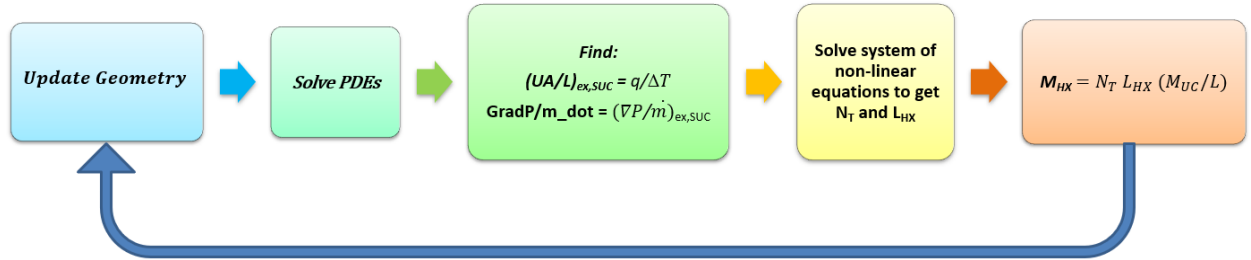 Update Geometry
Solve PDEs
Find:
(UA/L)ex,SUC = q/ΔT
GradP/m_dot = (∇P/ṁ)ex,SUC
Solve system of
non-linear
equations to get
NT and LHX
MHX = NT LHX (MUC/L)